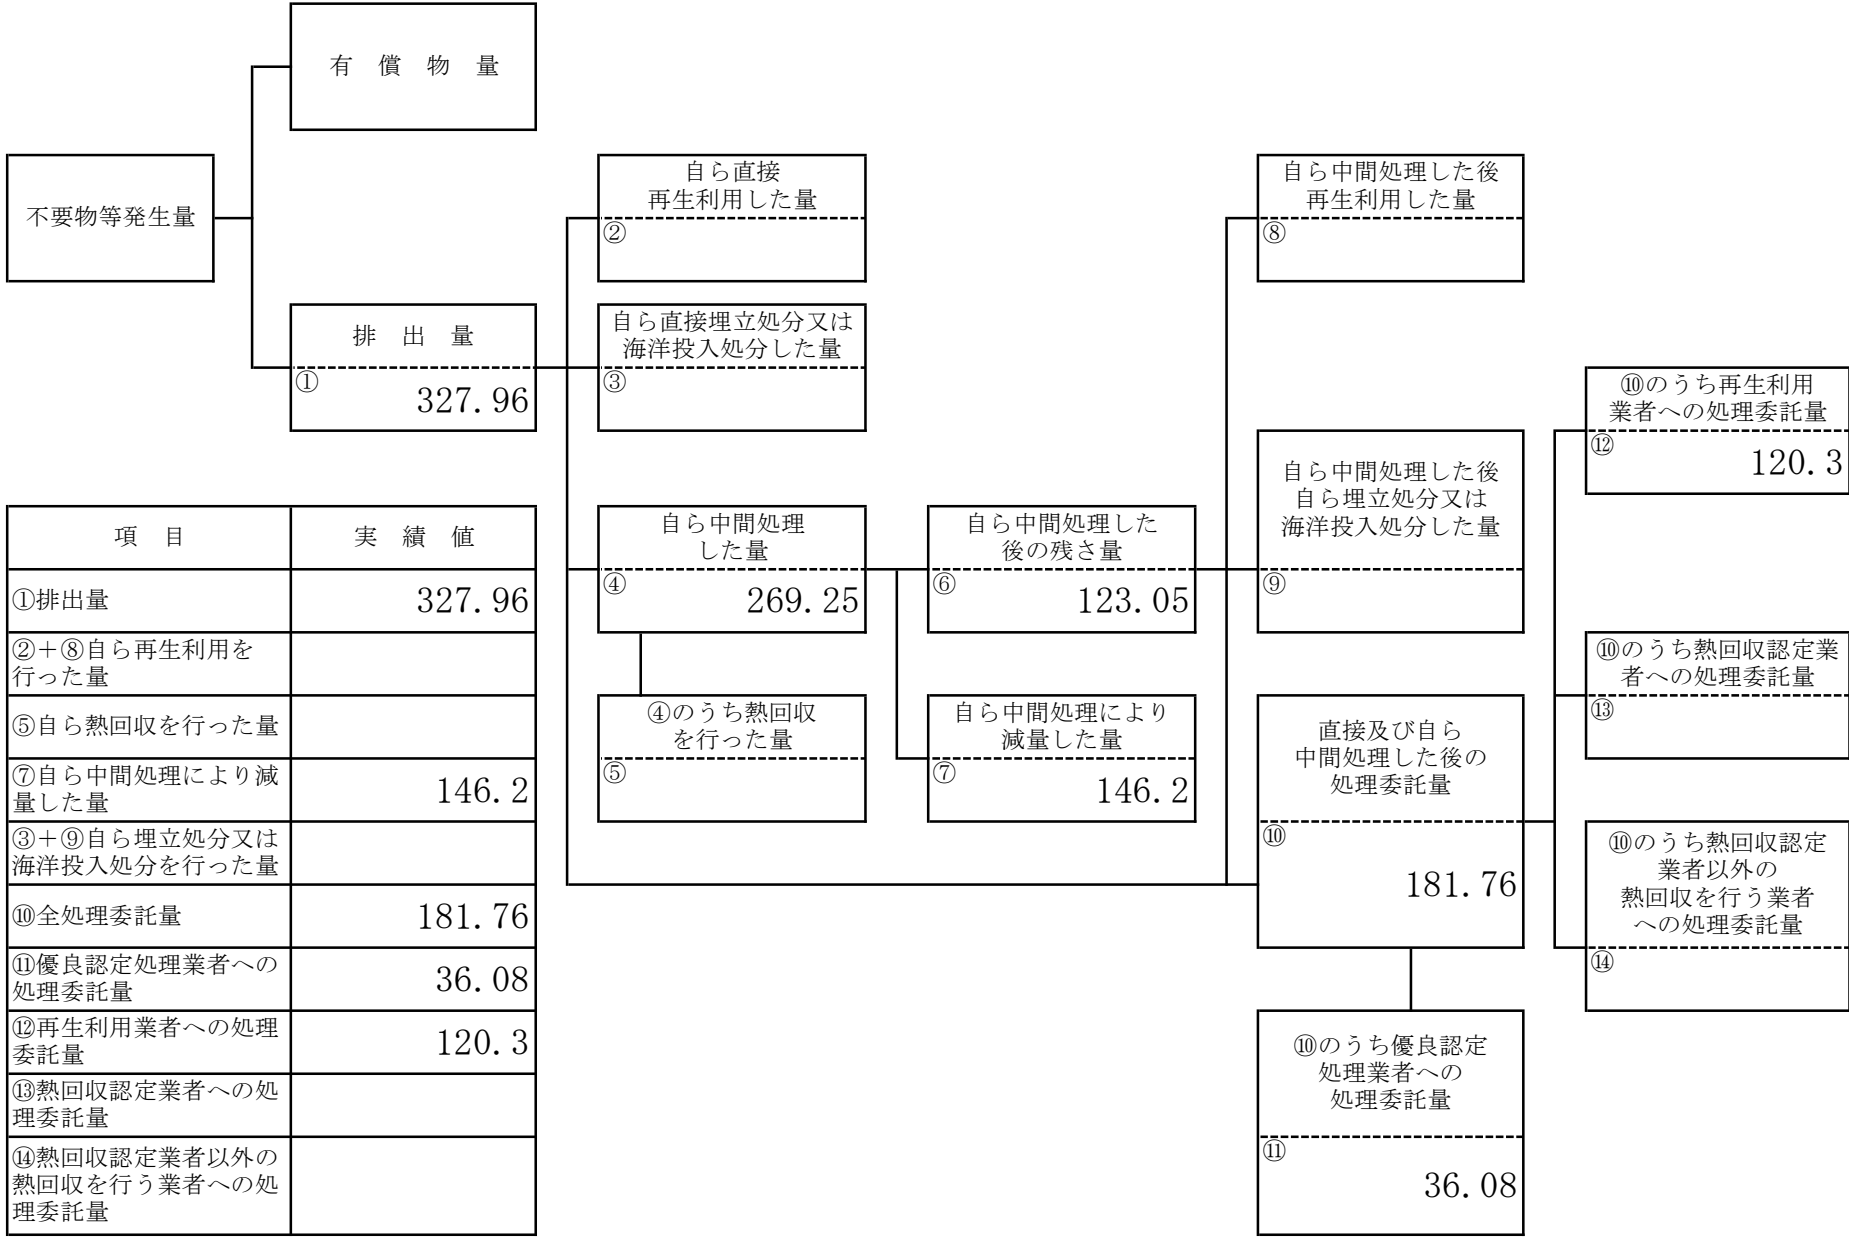 有 償 物 量
不要物等発生量
排 出 量
①
327.96
自ら直接
再生利用した量
②
自ら直接埋立処分又は
海洋投入処分した量
③
自ら中間処理
した量
④
269.25
④のうち熱回収
を行った量
⑤
自ら中間処理した
後の残さ量
⑥
123.05
自ら中間処理により
減量した量
⑦
146.2
自ら中間処理した後
再生利用した量
⑧
自ら中間処理した後
自ら埋立処分又は
海洋投入処分した量
⑨
直接及び自ら
中間処理した後の
処理委託量
⑩
181.76
⑩のうち優良認定
処理業者への
処理委託量
⑪
36.08
⑩のうち再生利用
業者への処理委託量
⑫
120.3
⑩のうち熱回収認定業
者への処理委託量
⑬
⑩のうち熱回収認定
業者以外の
熱回収を行う業者
への処理委託量
⑭
項 目
実 績 値
①排出量
327.96
②＋⑧自ら再生利用を
行った量
⑤自ら熱回収を行った量
⑦自ら中間処理により減
量した量
146.2
③＋⑨自ら埋立処分又は
海洋投入処分を行った量
⑩全処理委託量
181.76
⑪優良認定処理業者への
処理委託量
36.08
⑫再生利用業者への処理
委託量
120.3
⑬熱回収認定業者への処
理委託量
⑭熱回収認定業者以外の
熱回収を行う業者への処
理委託量